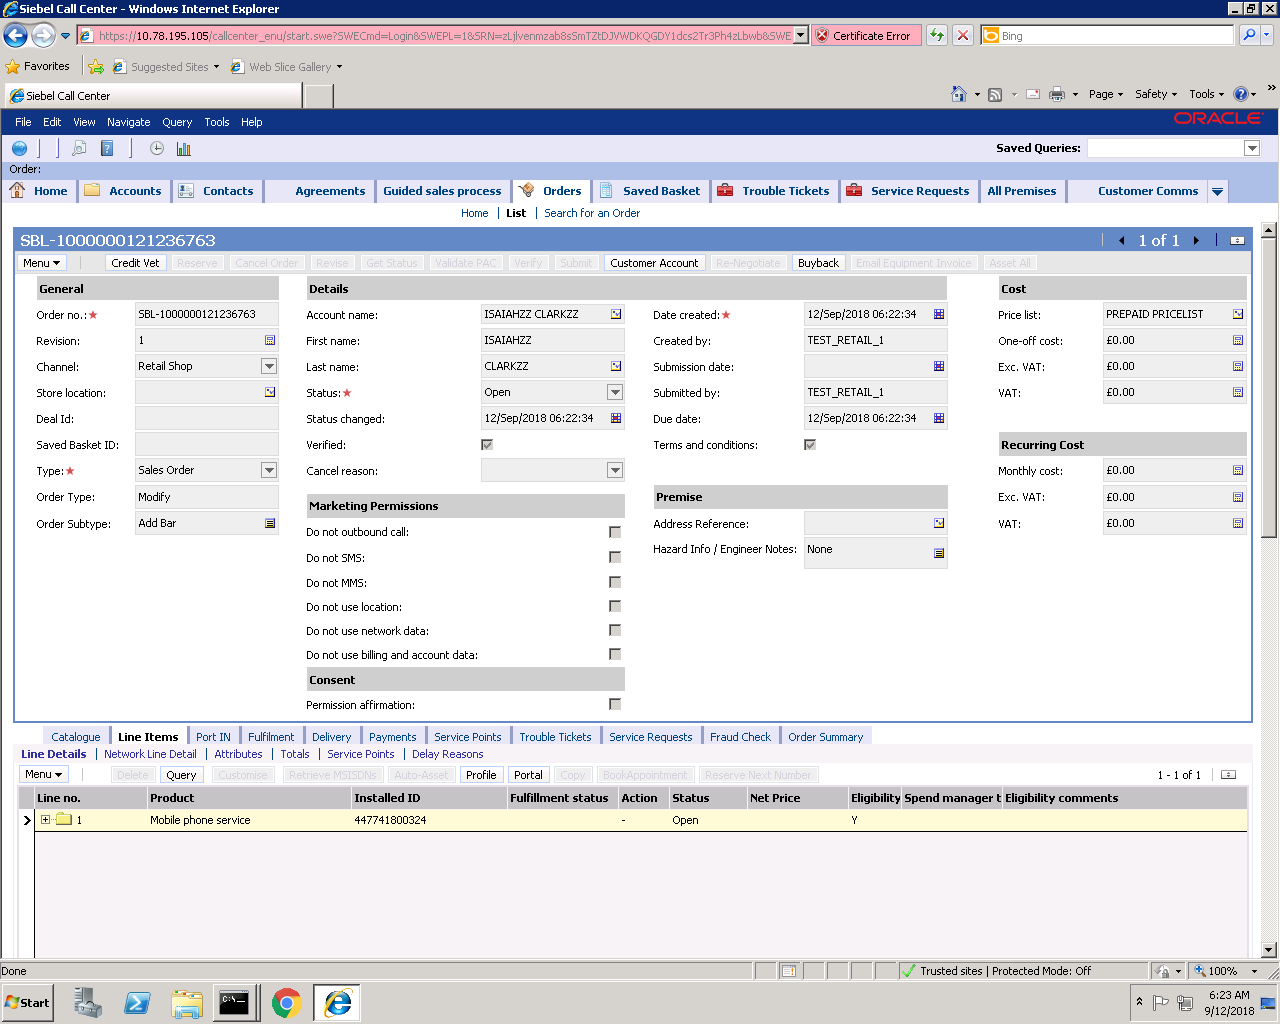 Siebel Call Center - Windows Internet Explorer
https://10.78.195.105/callcenter_enu/start.swe?SWECmd=Login&SWEPL=1&SRN=
Certificate Error
Bing
Favorites
Suggested Sites
Web Slice Gallery
Siebel Call Center
Page
Safety
Tools
File Edit View Navigate Query Tools Help
ORACLE
Saved Queries:
Order:
Home Accounts Contacts Agreements Guided sales process Orders Saved Basket Trouble Tickets Service Requests All Premises Customer Comms
Home List Search for an Order
SBL-1000000121236763
1 of 1
Menu Credit Vet Reserve Cancel Order Revise Get Status Validate PAC Verify Submit Customer Account Re-Negotiate Buyback Email Equipment Invoice Asset All
General
Order no.:★ SBL-1000000121236763
Revision: 1
Channel: Retail Shop
Store location:
Deal Id:
Saved Basket ID:
Type:★ Sales Order
Order Type: Modify
Order Subtype: Add Bar
Details
Account name: ISAIAHZZ CLARKZZ
First name: ISAIAHZZ
Last name: CLARKZZ
Status:★ Open
Status changed: 12/Sep/2018 06:22:34
Verified:
Cancel reason:
Marketing Permissions
Do not outbound call:
Do not SMS:
Do not MMS:
Do not use location:
Do not use network data:
Do not use billing and account data:
Consent
Permission affirmation:
Date created:★ 12/Sep/2018 06:22:34
Created by: TEST_RETAIL_1
Submission date:
Submitted by: TEST_RETAIL_1
Due date: 12/Sep/2018 06:22:34
Terms and conditions:
Premise
Address Reference:
Hazard Info / Engineer Notes: None
Cost
Price list: PREPAID PRICELIST
One-off cost: £0.00
Exc. VAT: £0.00
VAT: £0.00
Recurring Cost
Monthly cost: £0.00
Exc. VAT: £0.00
VAT: £0.00
Catalogue Line Items Port IN Fulfilment Delivery Payments Service Points Trouble Tickets Service Requests Fraud Check Order Summary
Line Details Network Line Detail Attributes Totals Service Points Delay Reasons
Menu Delete Query Customise Retrieve MSISDNs Auto-Asset Profile Portal Copy BookAppointment Reserve Next Number
1 - 1 of 1
Line no. Product Installed ID Fulfillment status Action Status Net Price Eligibility Spend manager t Eligibility comments
1 Mobile phone service 447741800324 - Open Y
Done
Trusted sites | Protected Mode: Off
100%
Start
C:\.
6:23 AM
9/12/2018